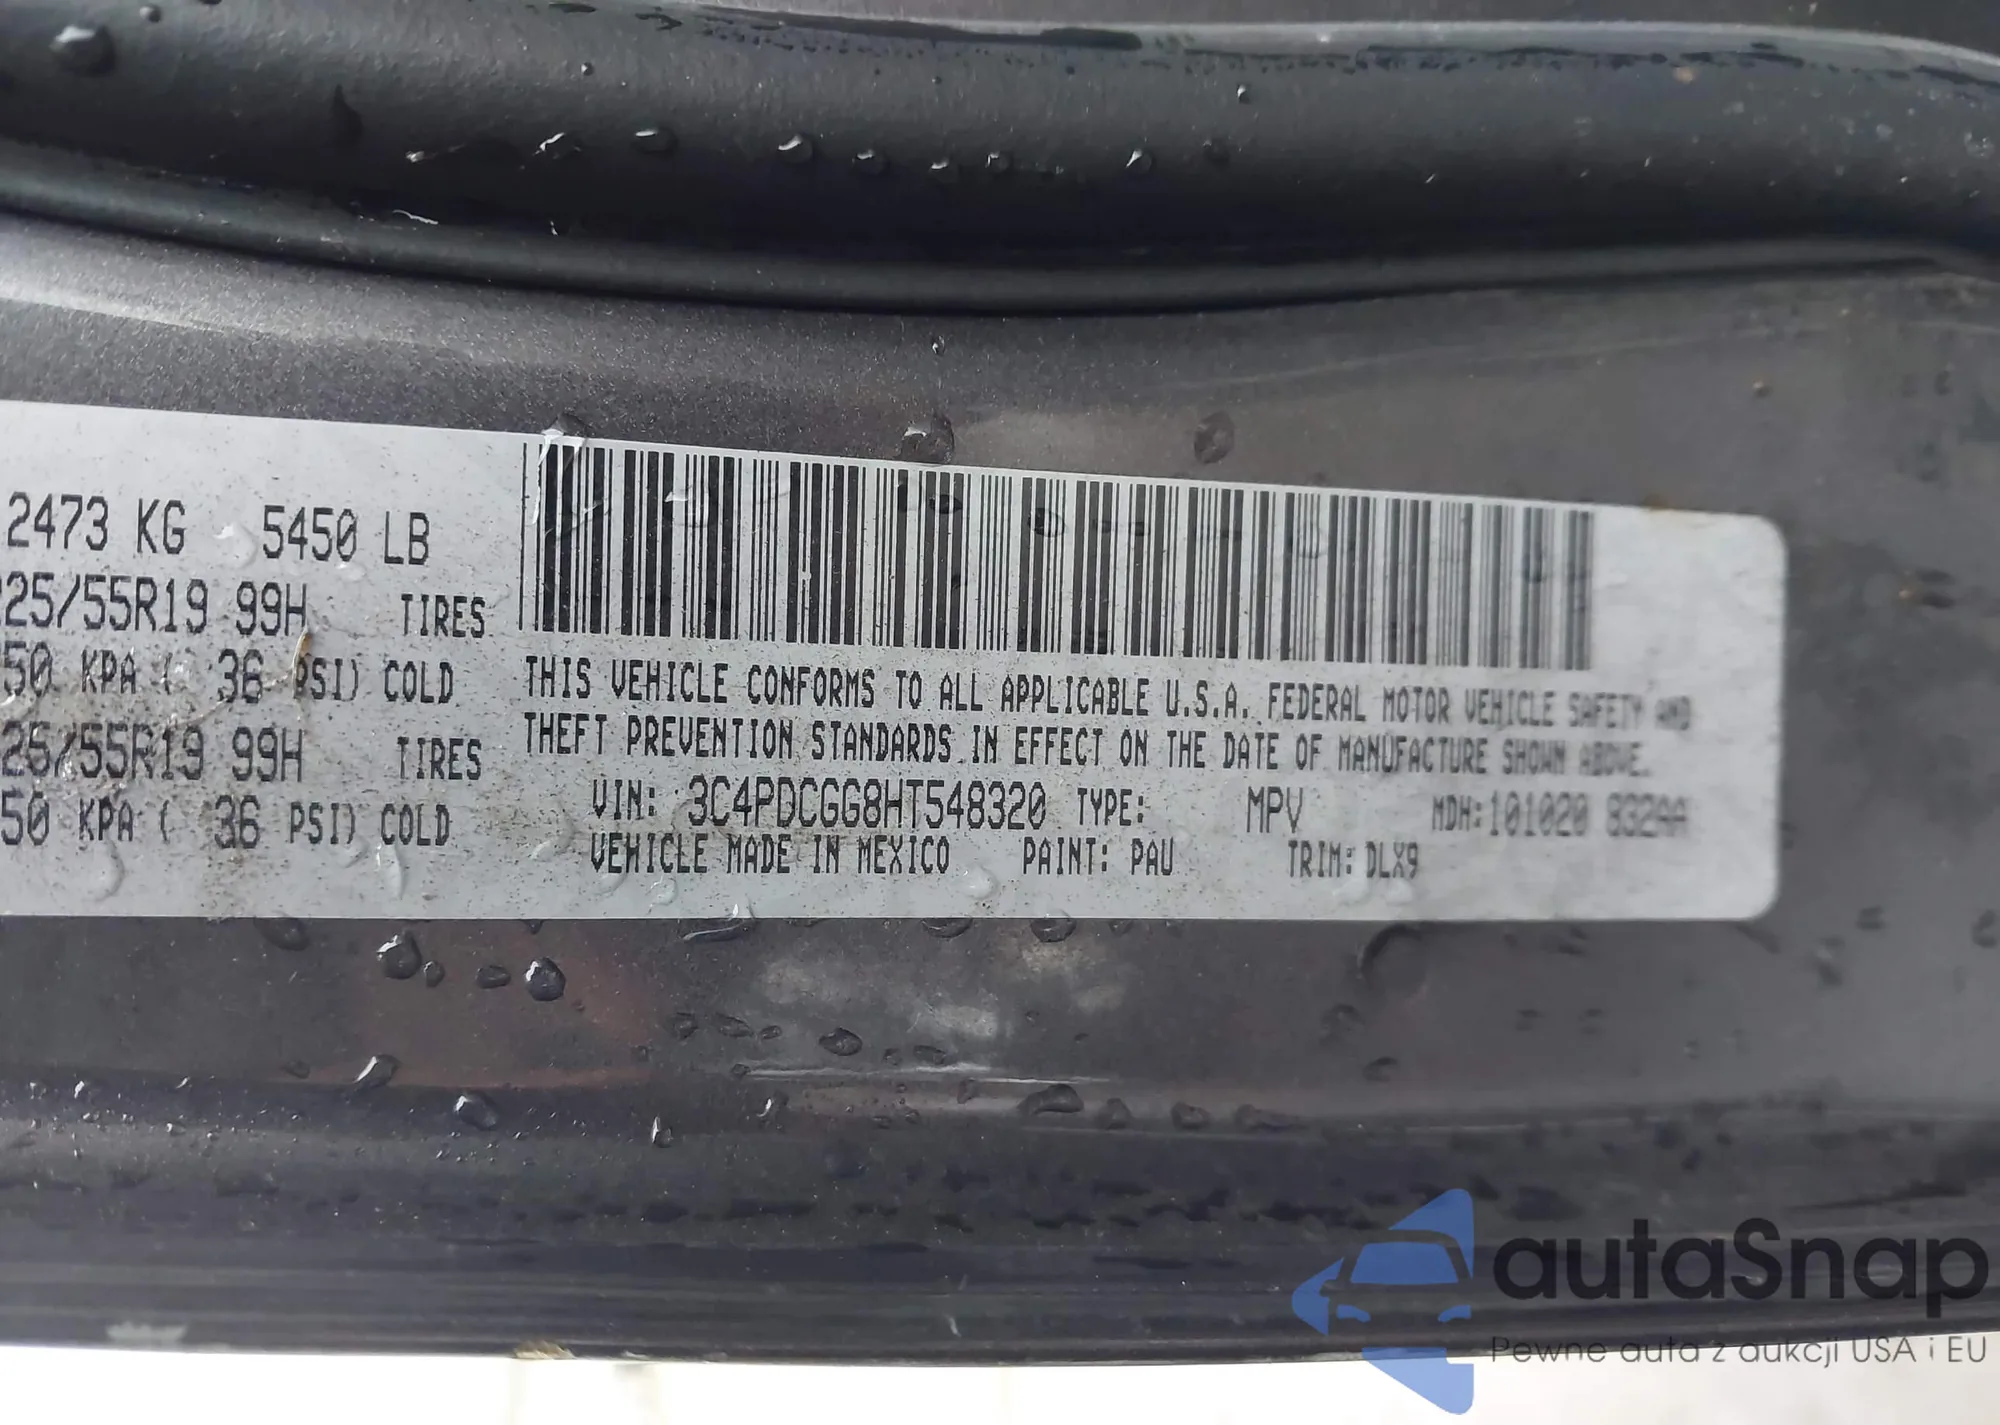 2473 KG 5450 LB
25/55R19 99H TIRES
50 KPA ( 36 PSI) COLD
25/55R19 99H TIRES
50 KPA ( 36 PSI) COLD
THIS VEHICLE CONFORMS TO ALL APPLICABLE U.S.A. FEDERAL MOTOR VEHICLE SAFETY AND
THEFT PREVENTION STANDARDS IN EFFECT ON THE DATE OF MANUFACTURE SHOWN ABOVE.
VIN: 3C4PDCGG8HT548320 TYPE: MPV MDH:101020 832AA
VEHICLE MADE IN MEXICO PAINT: PAU TRIM: DLX9
autaSnap
Pewne auta z aukcji USA i EU